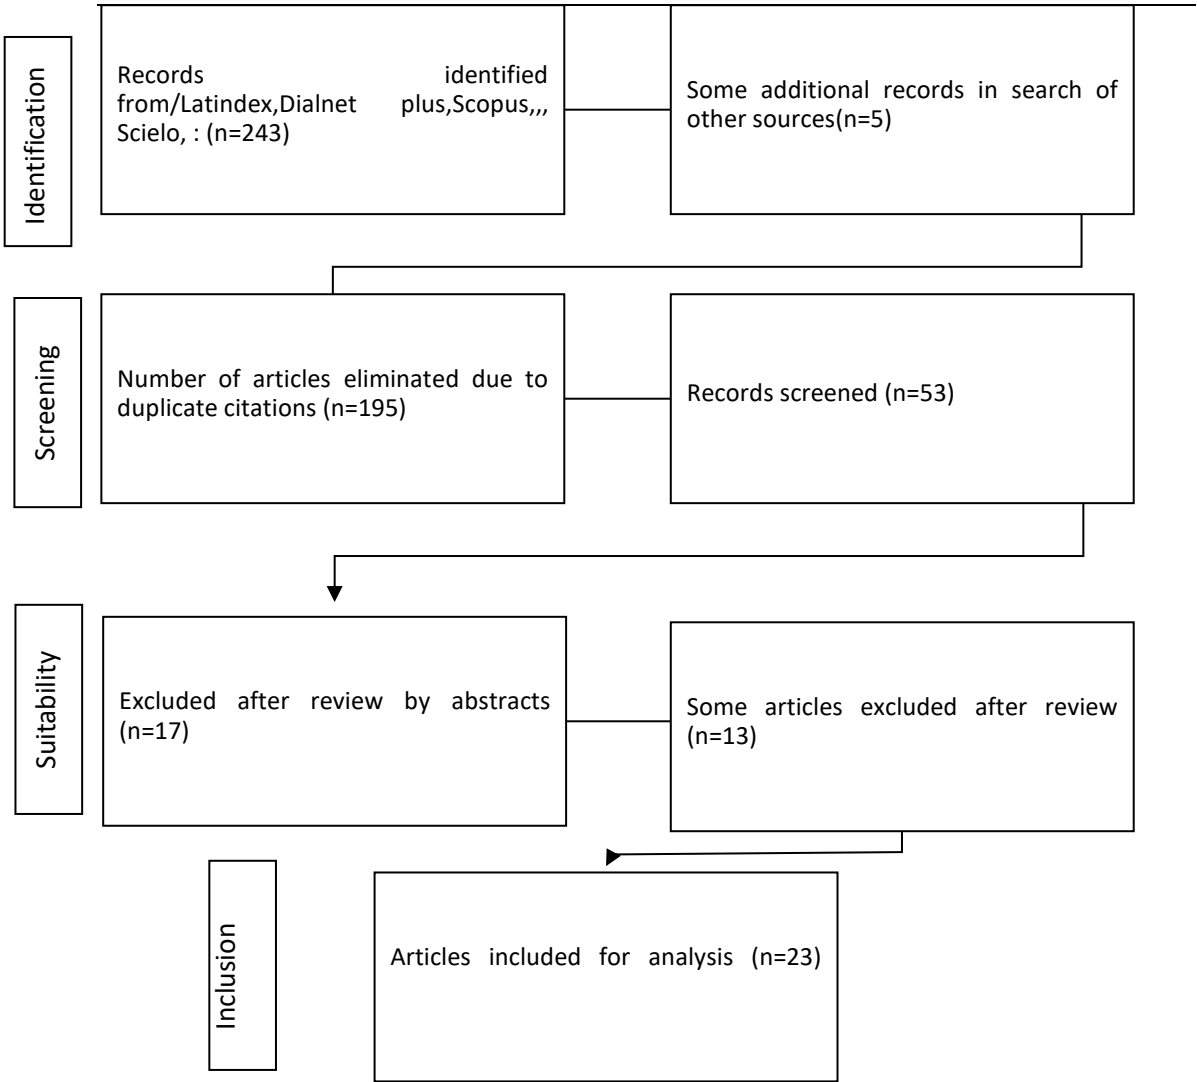 Identification
Records identified
from/Latindex,Dialnet plus,Scopus,,,
Scielo, : (n=243)
Some additional records in search of
other sources(n=5)
Screening
Number of articles eliminated due to
duplicate citations (n=195)
Records screened (n=53)
Suitability
Excluded after review by abstracts
(n=17)
Some articles excluded after review
(n=13)
Inclusion
Articles included for analysis (n=23)